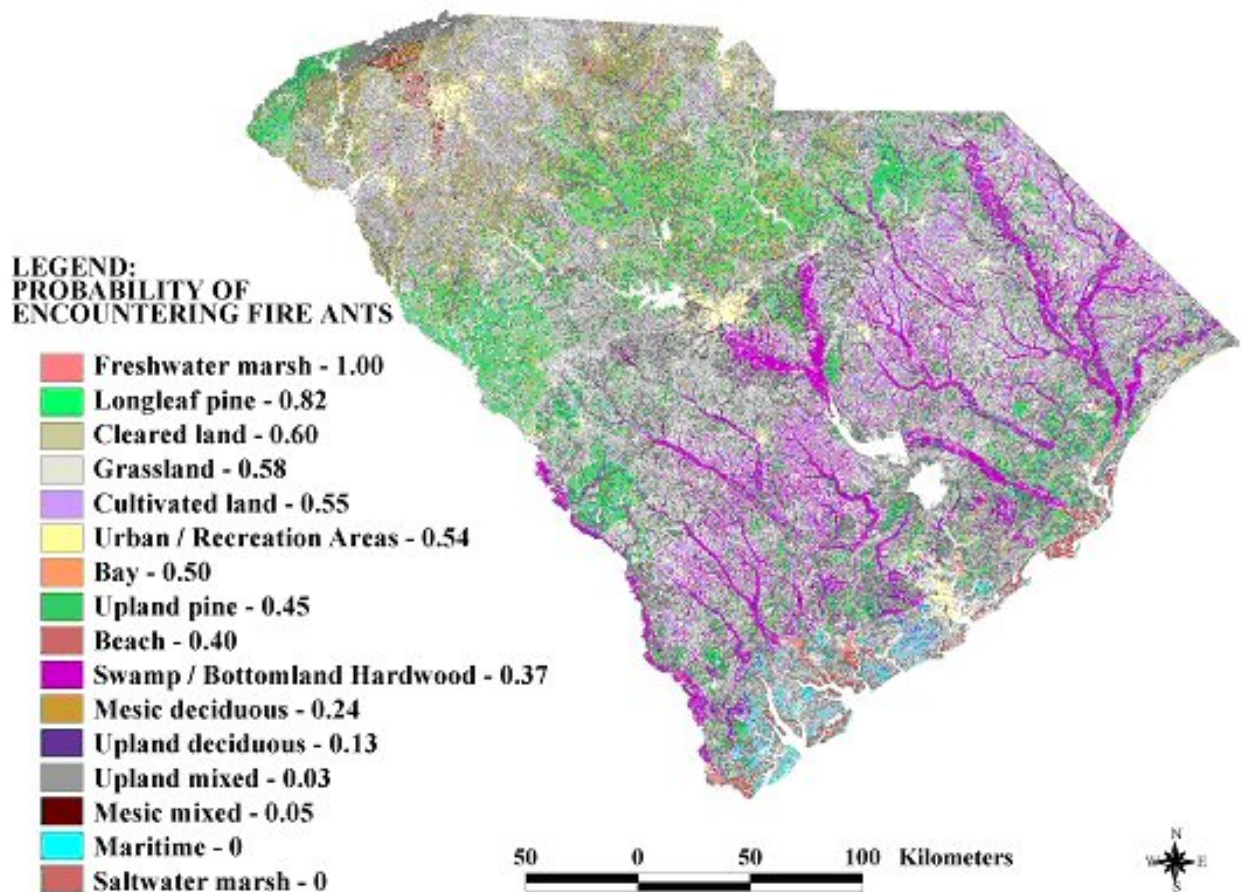 LEGEND:
PROBABILITY OF
ENCOUNTERING FIRE ANTS
Freshwater marsh - 1.00
Longleaf pine - 0.82
Cleared land - 0.60
Grassland - 0.58
Cultivated land - 0.55
Urban / Recreation Areas - 0.54
Bay - 0.50
Upland pine - 0.45
Beach - 0.40
Swamp / Bottomland Hardwood - 0.37
Mesic deciduous - 0.24
Upland deciduous - 0.13
Upland mixed - 0.03
Mesic mixed - 0.05
Maritime - 0
Saltwater marsh - 0
50 0 50 100 Kilometers
N
W E
S